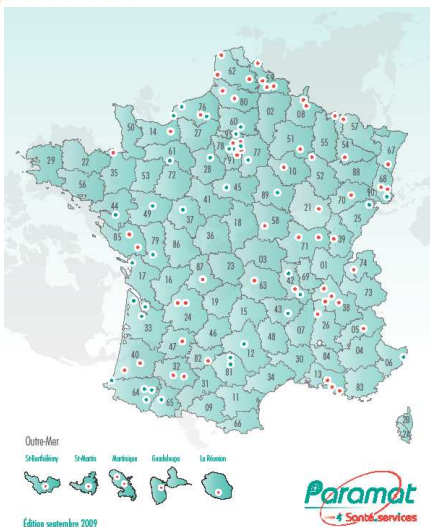 62 59
76 80 02 08
50 14 27 60 95 57
61 78 77 51 55 54 67
29 22 35 53 72 28 91 10 52 88 68
56 41 45 89 70 90
44 49 37 18 58 21 25
85 79 86 36 71 39
17 16 87 23 03 42 69 01 74
63 38 73
33 24 19 15 43 26 05
47 46 48 07 04
40 82 12 30 84 06
32 81 34 13 83
64 65 31 09 11
66
2B
2A
Outre-Mer
St-Barthélémy St-Martin Martinique Guadeloupe La Réunion
Paramat
Santé services
Édition septembre 2009